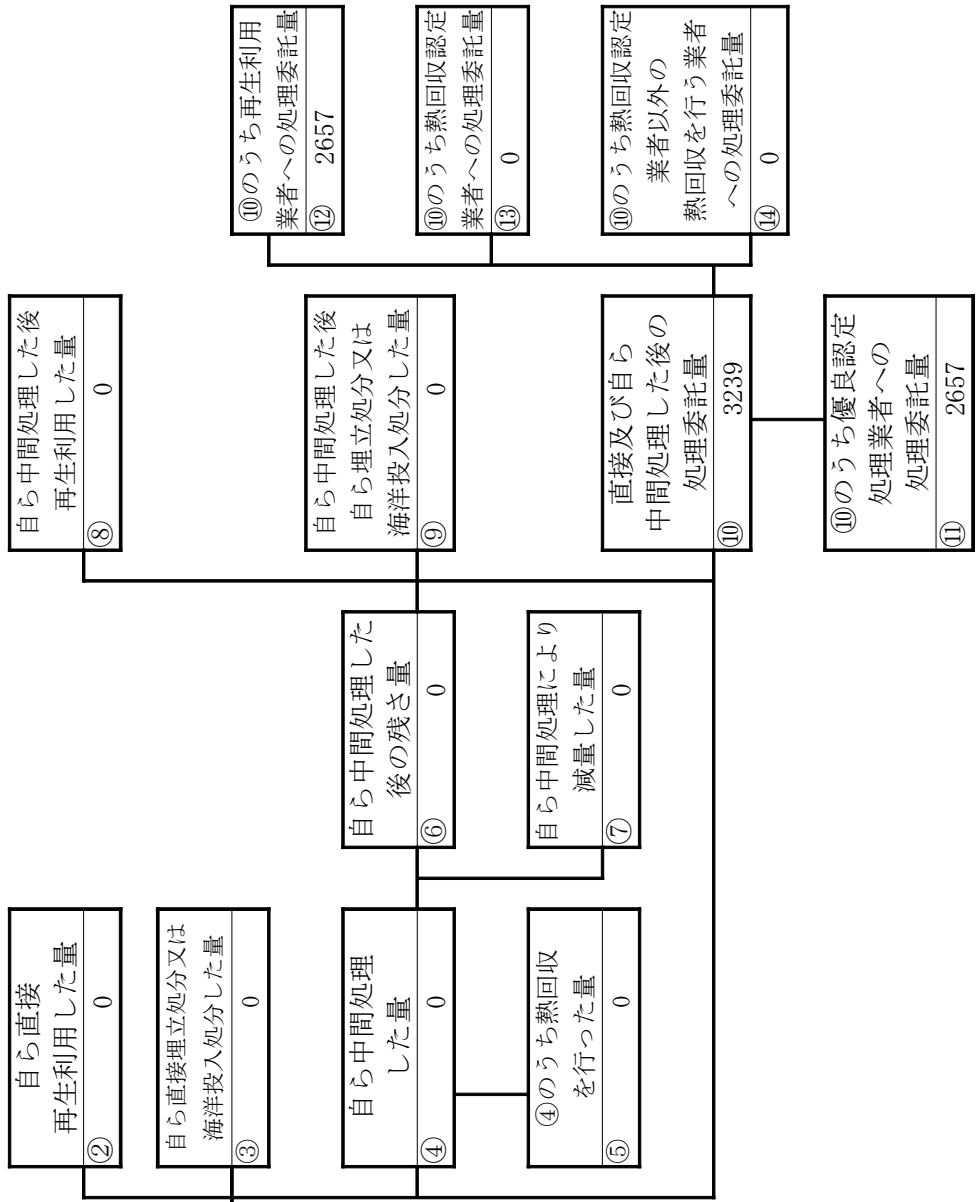 自ら直接
再生利用した量
② 0
自ら直接埋立処分又は
海洋投入処分した量
③ 0
自ら中間処理
した量
④ 0
④のうち熱回収
を行った量
⑤ 0
自ら中間処理した
後の残さ量
⑥ 0
自ら中間処理により
減量した量
⑦ 0
自ら中間処理した後
再生利用した量
⑧ 0
自ら中間処理した後
自ら埋立処分又は
海洋投入処分した量
⑨ 0
直接及び自ら
中間処理した後の
処理委託量
⑩ 3239
⑩のうち優良認定
処理業者への
処理委託量
⑪ 2657
⑩のうち再生利用
業者への処理委託量
⑫ 2657
⑩のうち熱回収認定
業者への処理委託量
⑬ 0
⑩のうち熱回収認定
業者以外の
熱回収を行う業者
への処理委託量
⑭ 0